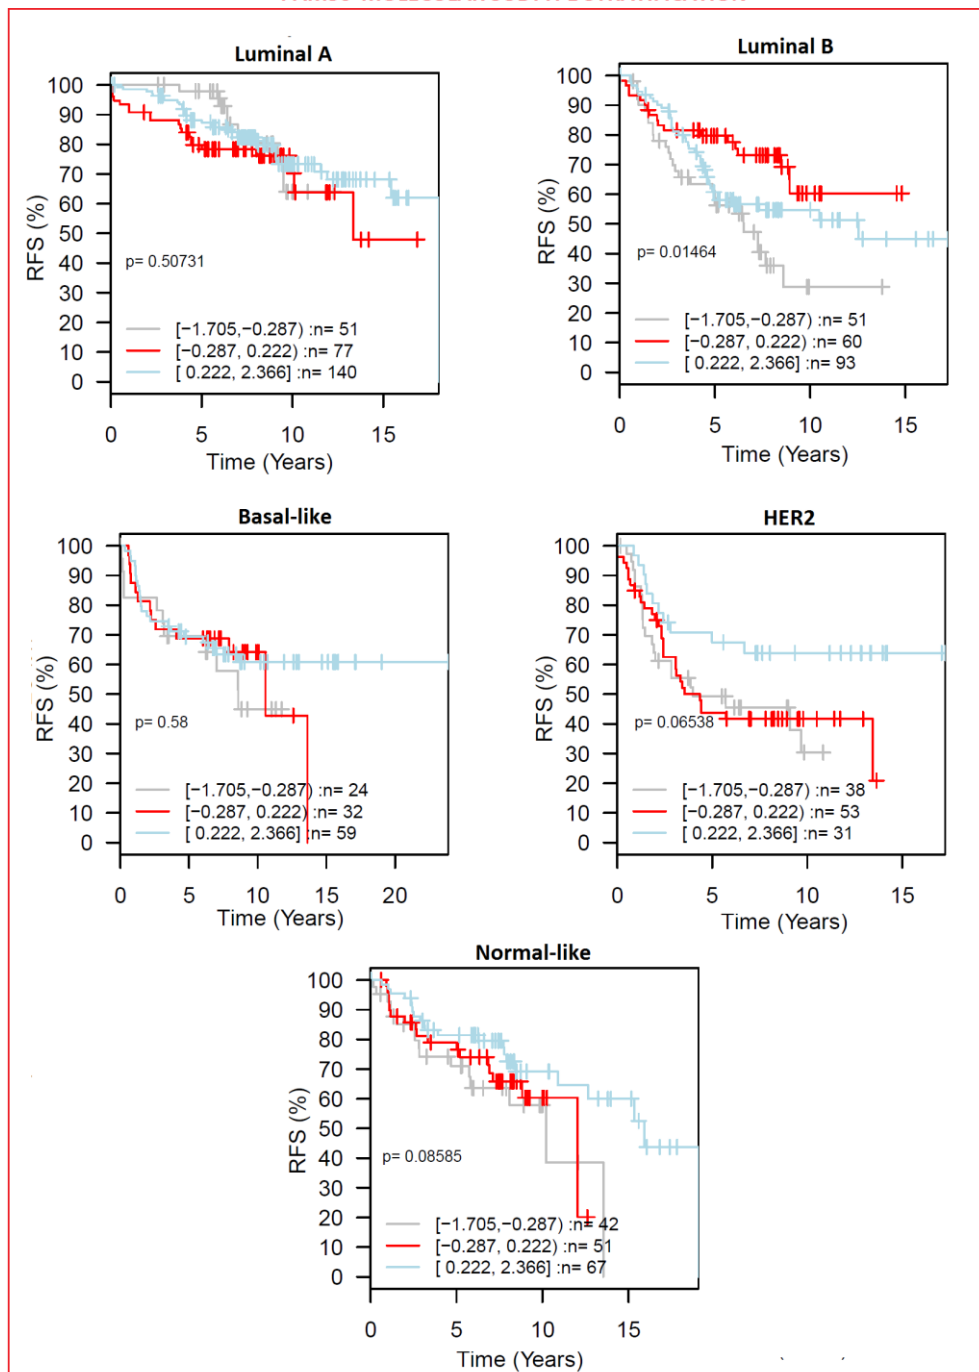 Luminal A
100
90
80
70
60
50
40
30
20
10
0
RFS (%)
p= 0.50731
[−1.705,−0.287) :n= 51
[−0.287, 0.222) :n= 77
[ 0.222, 2.366] :n= 140
0 5 10 15
Time (Years)
Luminal B
100
90
80
70
60
50
40
30
20
10
0
RFS (%)
p= 0.01464
[−1.705,−0.287) :n= 51
[−0.287, 0.222) :n= 60
[ 0.222, 2.366] :n= 93
0 5 10 15
Time (Years)
Basal-like
100
90
80
70
60
50
40
30
20
10
0
RFS (%)
p= 0.58
[−1.705,−0.287) :n= 24
[−0.287, 0.222) :n= 32
[ 0.222, 2.366] :n= 59
0 5 10 15 20
Time (Years)
HER2
100
90
80
70
60
50
40
30
20
10
0
RFS (%)
p= 0.06538
[−1.705,−0.287) :n= 38
[−0.287, 0.222) :n= 53
[ 0.222, 2.366] :n= 31
0 5 10 15
Time (Years)
Normal-like
100
90
80
70
60
50
40
30
20
10
0
RFS (%)
p= 0.08585
[−1.705,−0.287) :n= 42
[−0.287, 0.222) :n= 51
[ 0.222, 2.366] :n= 67
0 5 10 15
Time (Years)